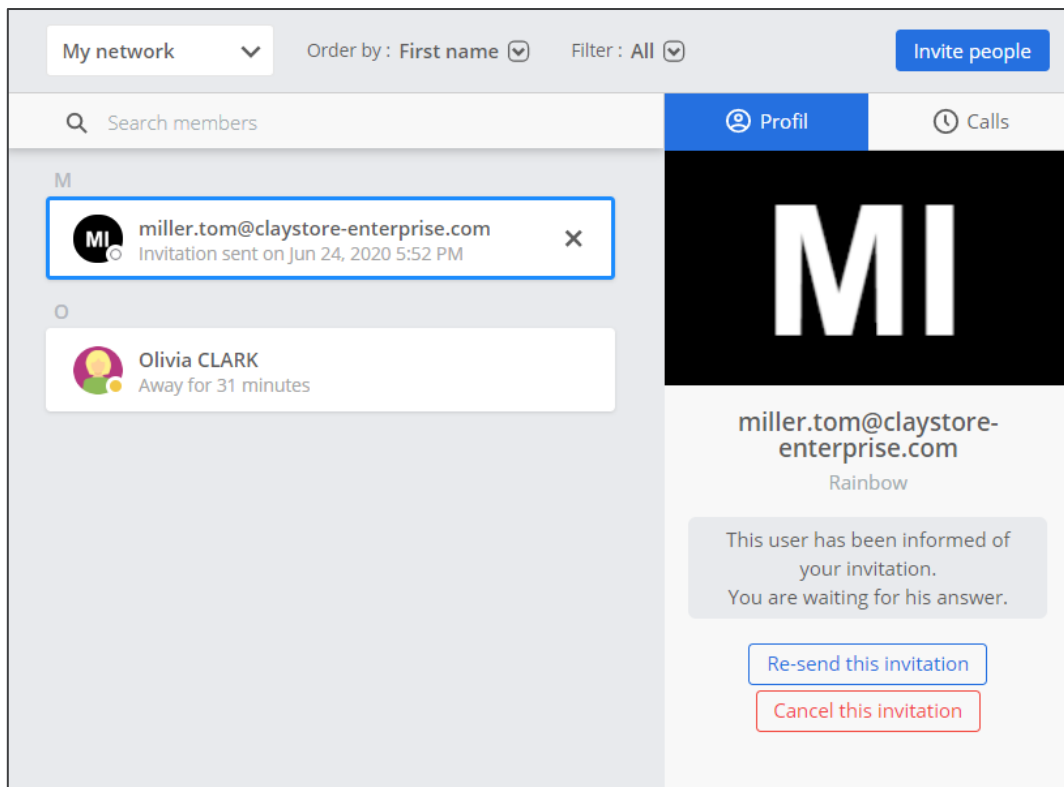 My network Order by : First name Filter : All Invite people
Search members
Profil Calls
M
MI
miller.tom@claystore-enterprise.com
Invitation sent on Jun 24, 2020 5:52 PM
O
Olivia CLARK
Away for 31 minutes
MI
miller.tom@claystore-
enterprise.com
Rainbow
This user has been informed of
your invitation.
You are waiting for his answer.
Re-send this invitation
Cancel this invitation